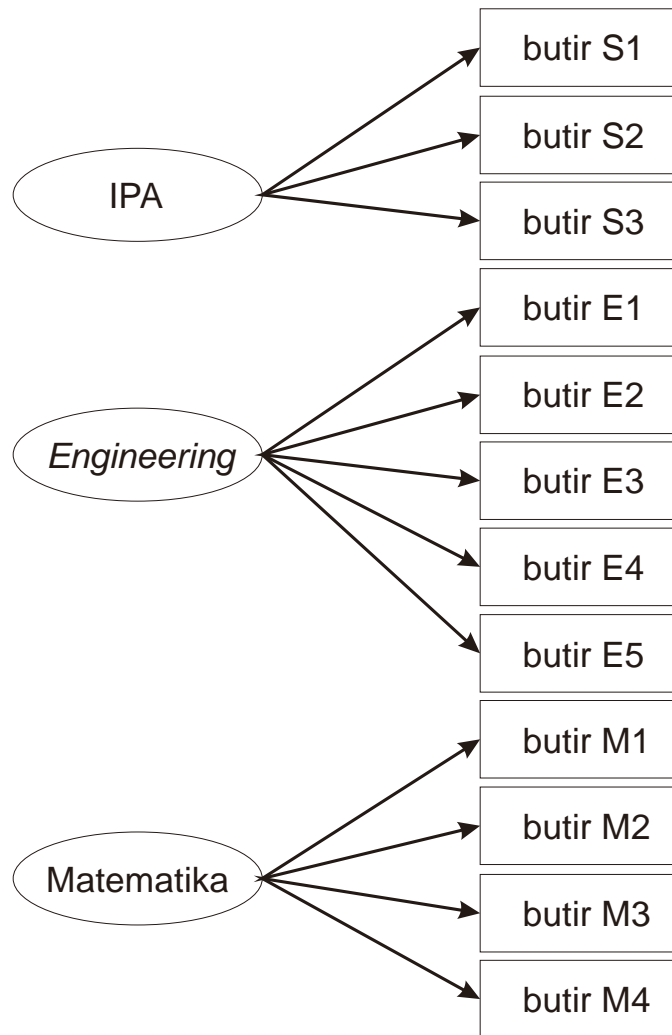 butir S1
butir S2
IPA
butir S3
butir E1
butir E2
Engineering
butir E3
butir E4
butir E5
butir M1
butir M2
Matematika
butir M3
butir M4